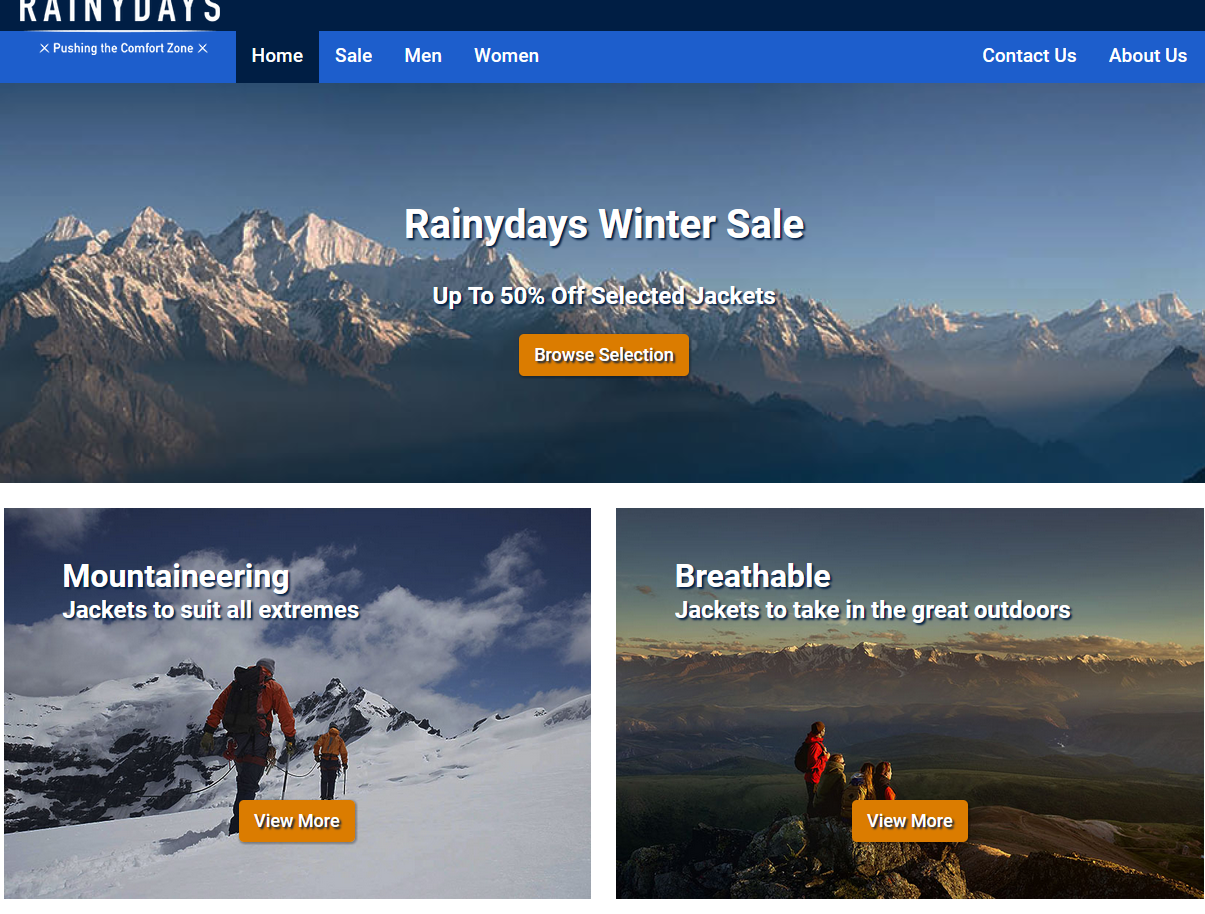 RAINYDAYS
× Pushing the Comfort Zone ×
Home Sale Men Women Contact Us About Us
Rainydays Winter Sale
Up To 50% Off Selected Jackets
Browse Selection
Mountaineering
Jackets to suit all extremes
View More
Breathable
Jackets to take in the great outdoors
View More